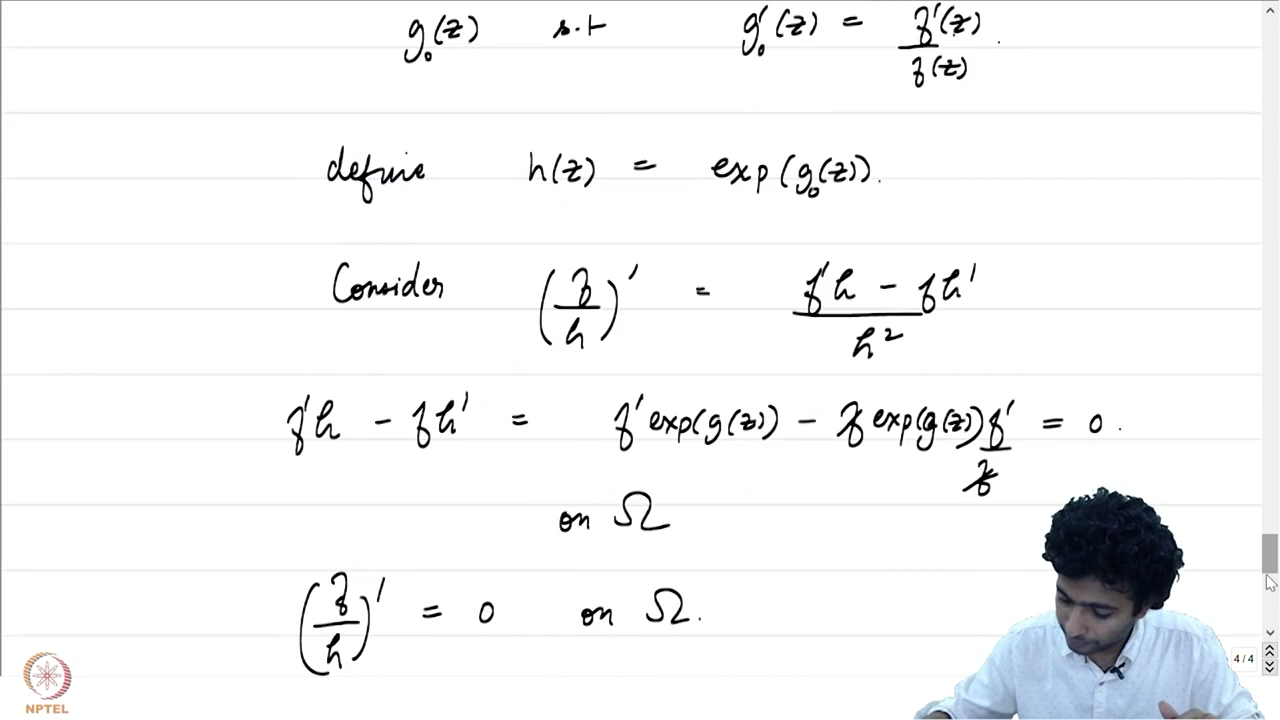 g₀(z) s.t g₀'(z) = f'(z)/f(z).
define h(z) = exp(g₀(z)).
Consider (f/h)' = (f'h - fh')/h²
f'h - fh' = f' exp(g(z)) - f exp(g(z)) f'/f = 0.
on Ω
(f/h)' = 0 on Ω.
4 / 4
NPTEL